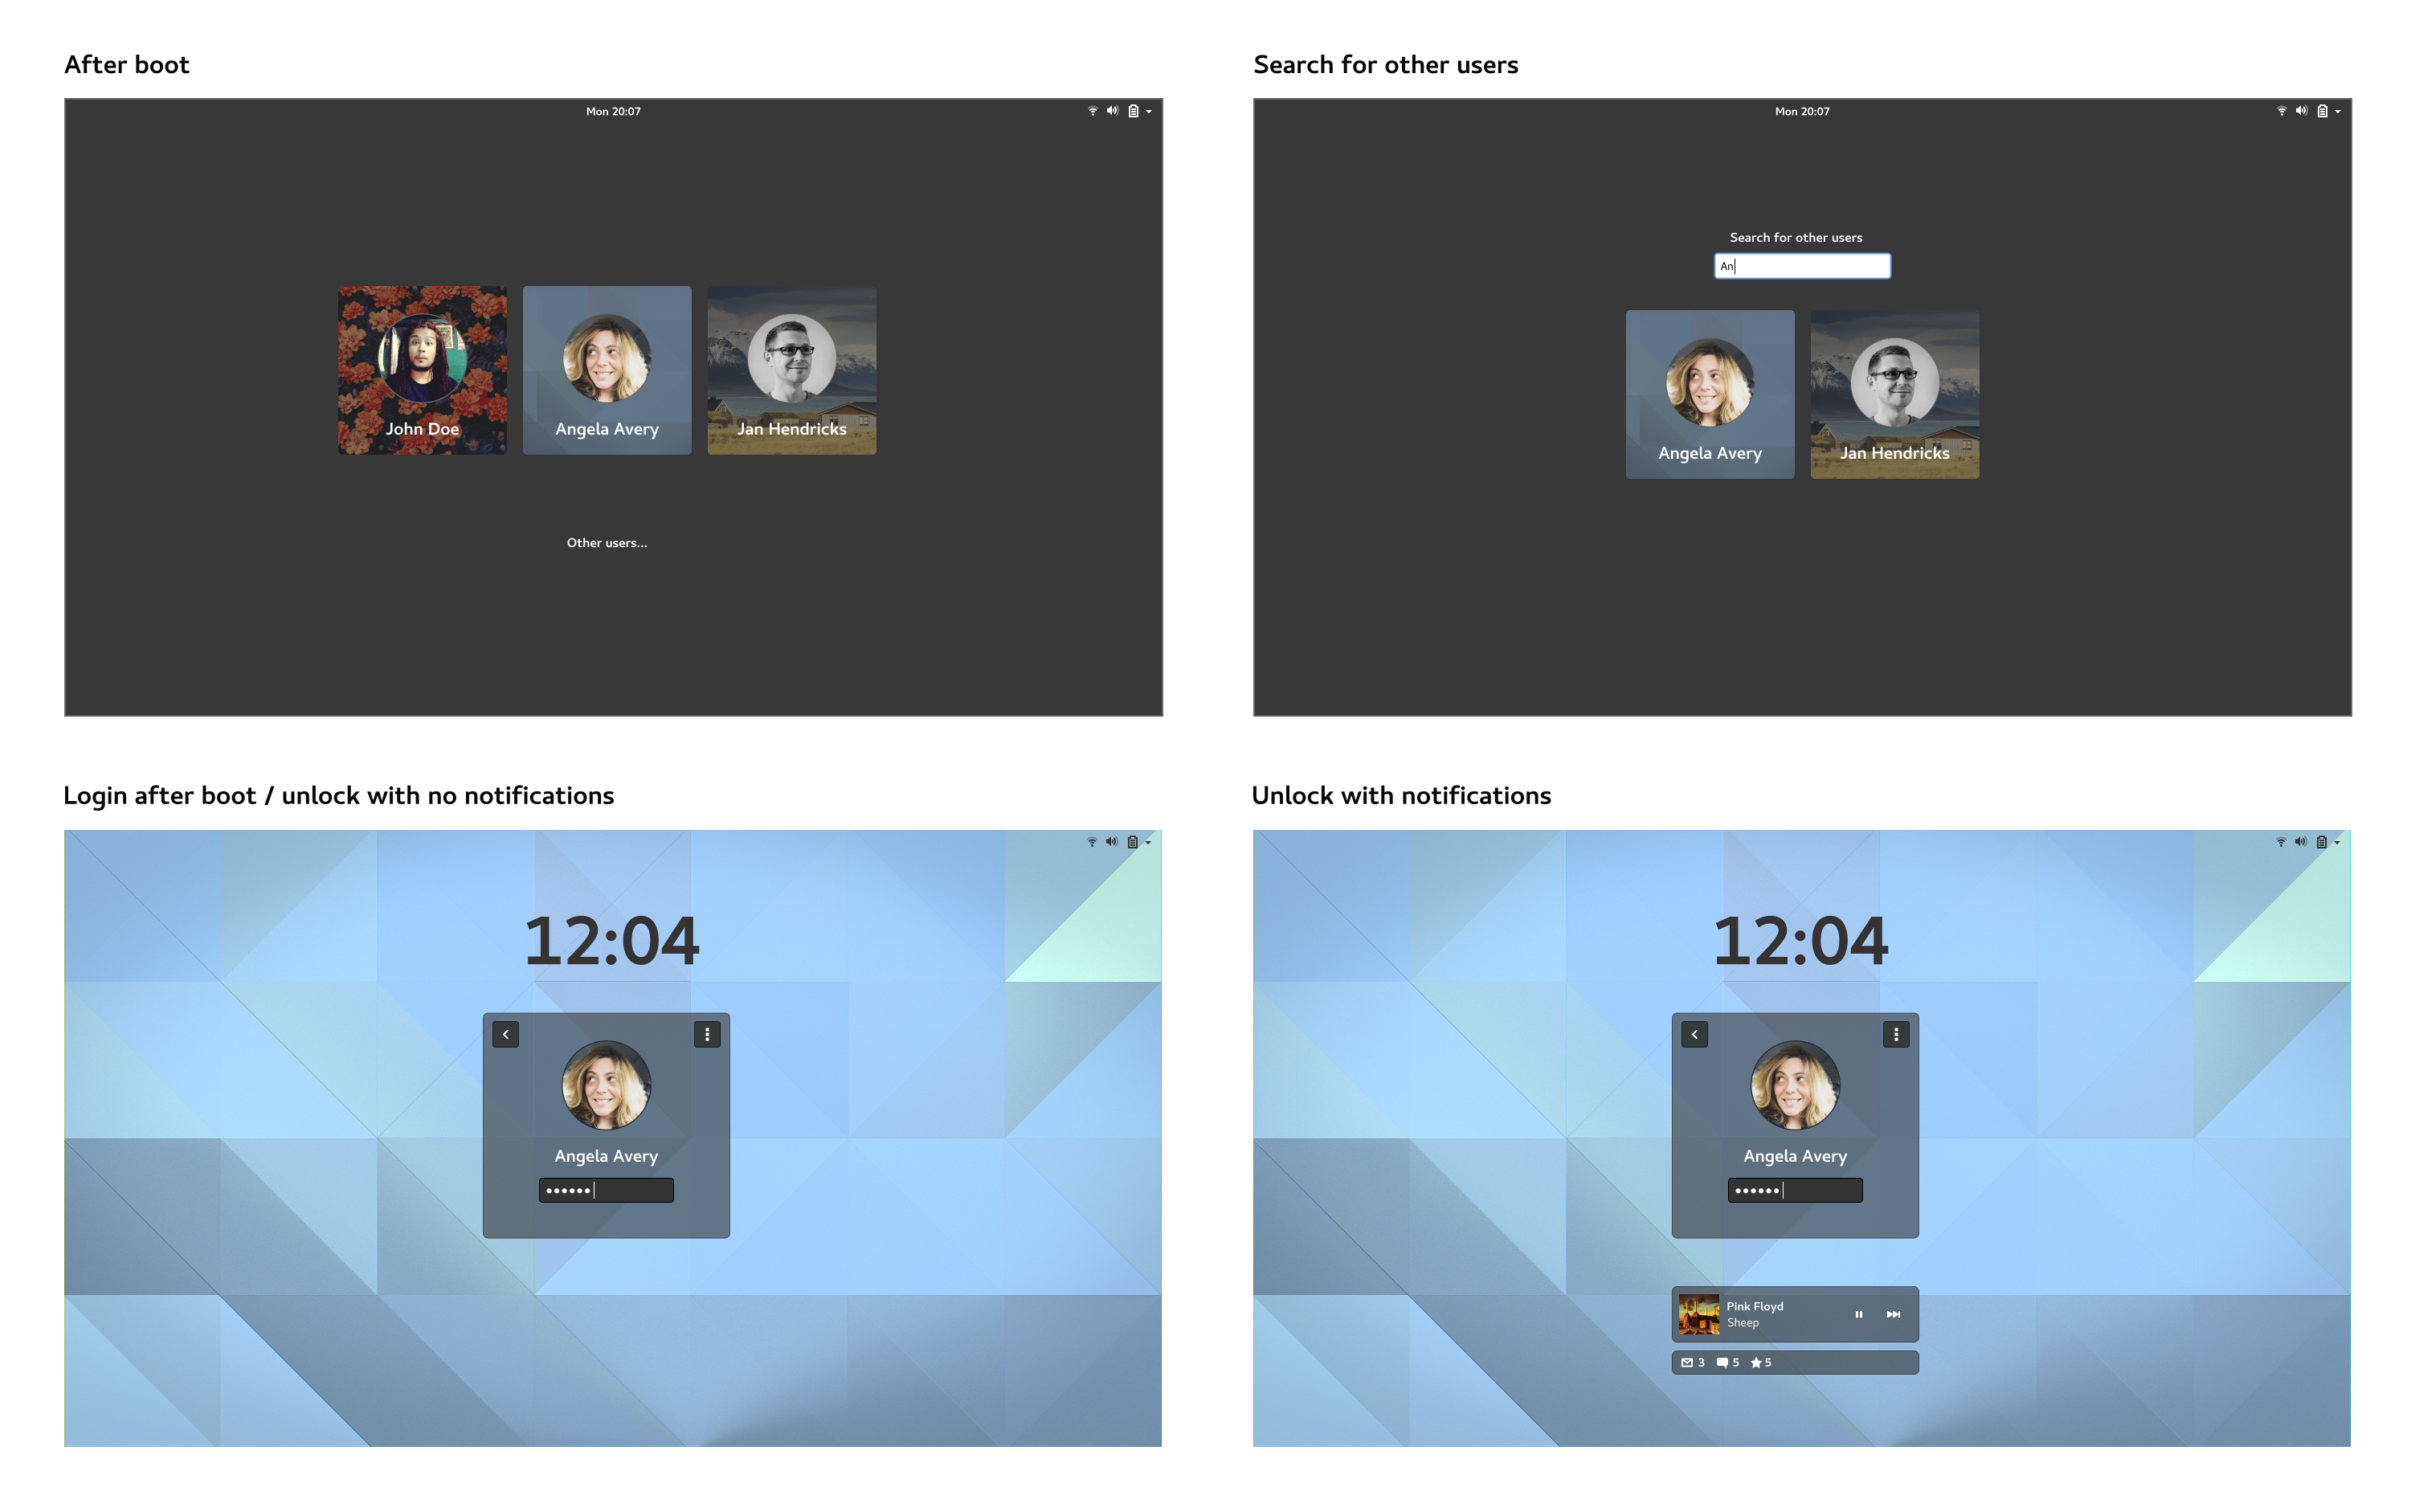 After boot
Mon 20:07
John Doe
Angela Avery
Jan Hendricks
Other users...
Search for other users
Mon 20:07
Search for other users
An
Angela Avery
Jan Hendricks
Login after boot / unlock with no notifications
12:04
Angela Avery
Unlock with notifications
12:04
Angela Avery
Pink Floyd
Sheep
3 5 5